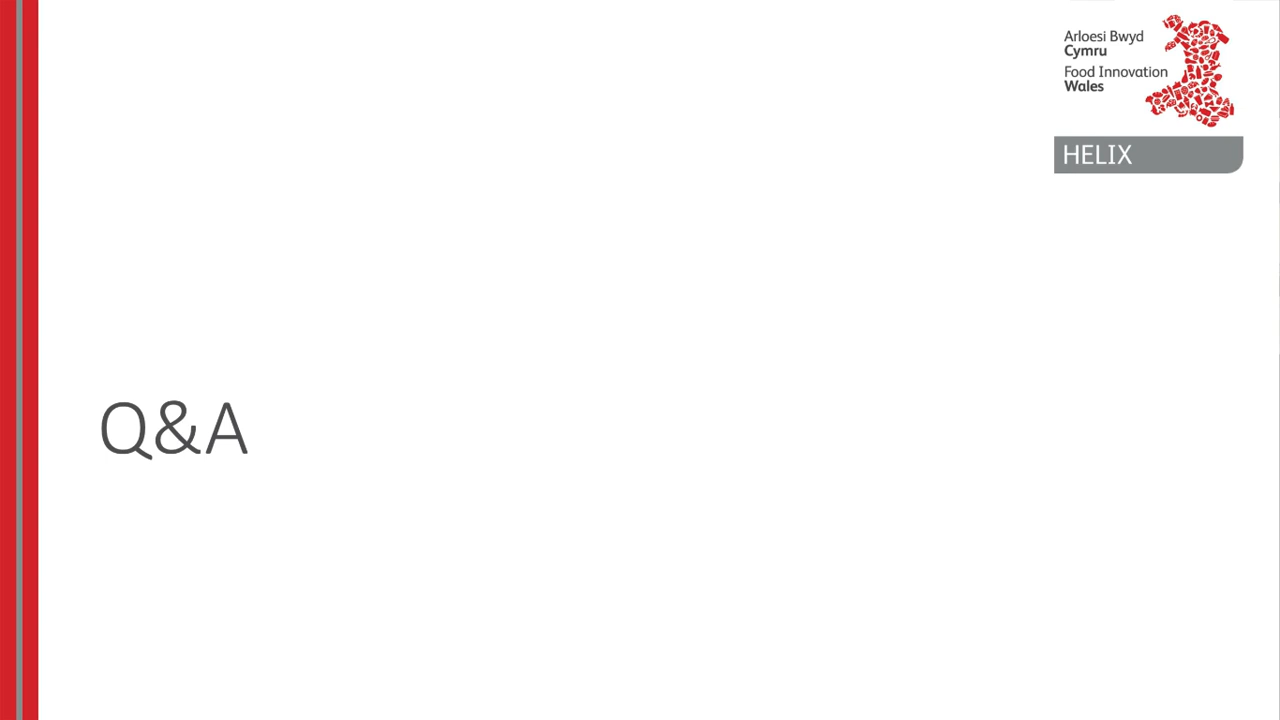 Arloesi Bwyd
Cymru
Food Innovation
Wales
HELIX
Q&A